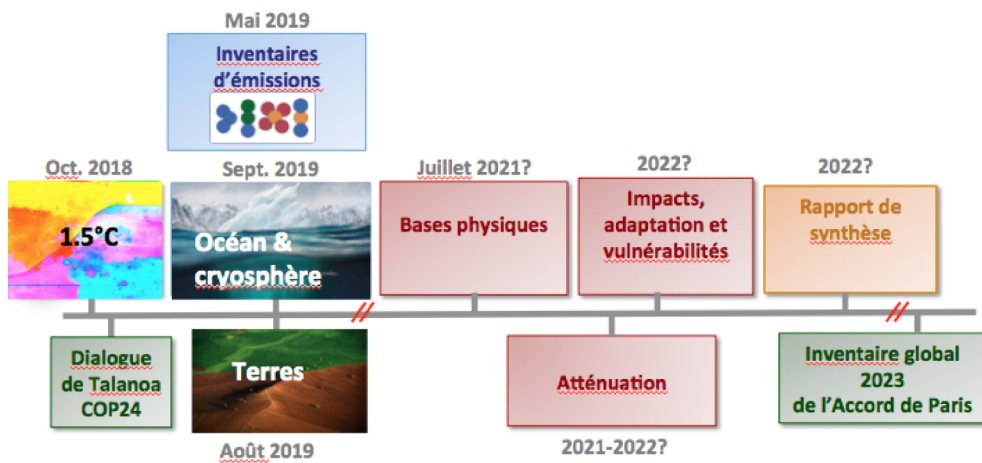 Mai 2019
Inventaires
d'émissions
Oct. 2018
Sept. 2019
Juillet 2021?
2022?
2022?
1.5°C
Océan &
cryosphère
Bases physiques
Impacts,
adaptation et
vulnérabilités
Rapport de
synthèse
Dialogue
de Talanoa
COP24
Terres
Atténuation
Inventaire global
2023
de l'Accord de Paris
Août 2019
2021-2022?